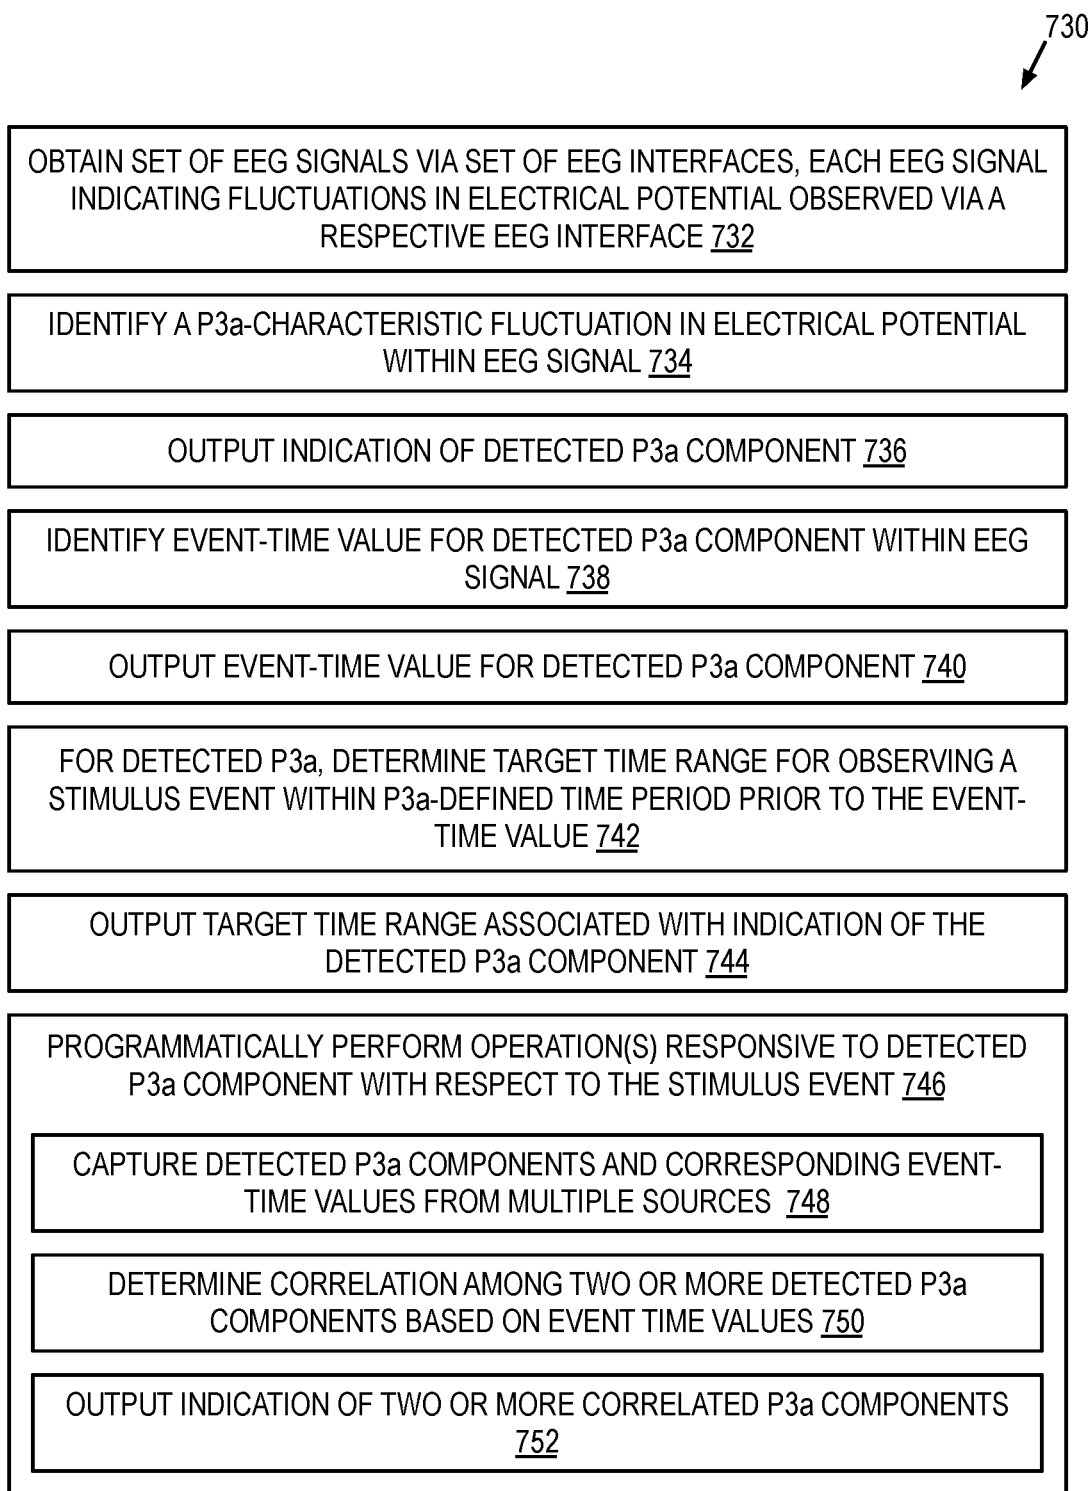 730
OBTAIN SET OF EEG SIGNALS VIA SET OF EEG INTERFACES, EACH EEG SIGNAL
INDICATING FLUCTUATIONS IN ELECTRICAL POTENTIAL OBSERVED VIA A
RESPECTIVE EEG INTERFACE 732
IDENTIFY A P3a-CHARACTERISTIC FLUCTUATION IN ELECTRICAL POTENTIAL
WITHIN EEG SIGNAL 734
OUTPUT INDICATION OF DETECTED P3a COMPONENT 736
IDENTIFY EVENT-TIME VALUE FOR DETECTED P3a COMPONENT WITHIN EEG
SIGNAL 738
OUTPUT EVENT-TIME VALUE FOR DETECTED P3a COMPONENT 740
FOR DETECTED P3a, DETERMINE TARGET TIME RANGE FOR OBSERVING A
STIMULUS EVENT WITHIN P3a-DEFINED TIME PERIOD PRIOR TO THE EVENT-
TIME VALUE 742
OUTPUT TARGET TIME RANGE ASSOCIATED WITH INDICATION OF THE
DETECTED P3a COMPONENT 744
PROGRAMMATICALLY PERFORM OPERATION(S) RESPONSIVE TO DETECTED
P3a COMPONENT WITH RESPECT TO THE STIMULUS EVENT 746
CAPTURE DETECTED P3a COMPONENTS AND CORRESPONDING EVENT-
TIME VALUES FROM MULTIPLE SOURCES 748
DETERMINE CORRELATION AMONG TWO OR MORE DETECTED P3a
COMPONENTS BASED ON EVENT TIME VALUES 750
OUTPUT INDICATION OF TWO OR MORE CORRELATED P3a COMPONENTS
752